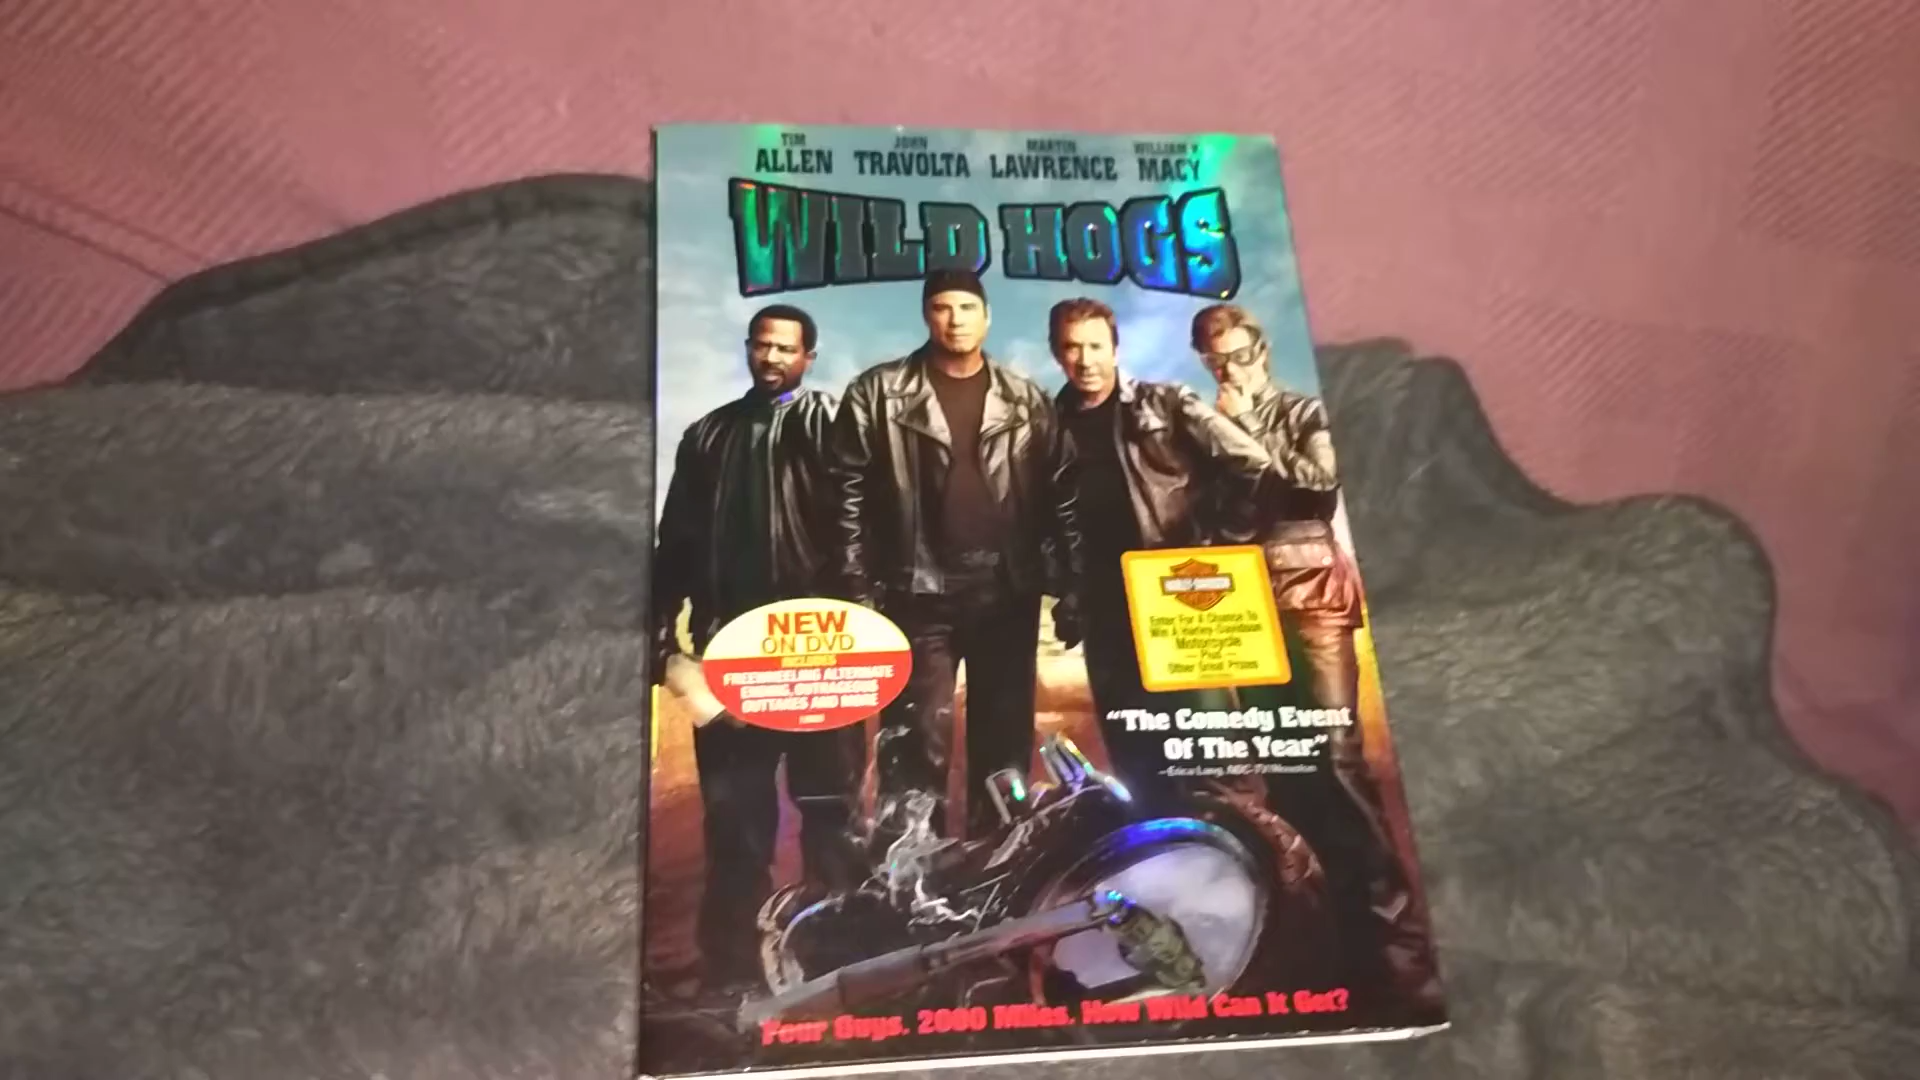 TIM JOHN MARTIN WILLIAM H
ALLEN TRAVOLTA LAWRENCE MACY
WILD HOGS
NEW
ON DVD
INCLUDES
FREEWHEELING ALTERNATE
ENDING, OUTRAGEOUS
OUTTAKES AND MORE
HARLEY-DAVIDSON
Enter For A Chance To
Win A Harley-Davidson
Motorcycle
— Plus —
Other Great Prizes
"The Comedy Event
Of The Year."
Four Guys. 2000 Miles. How Wild Can It Get?